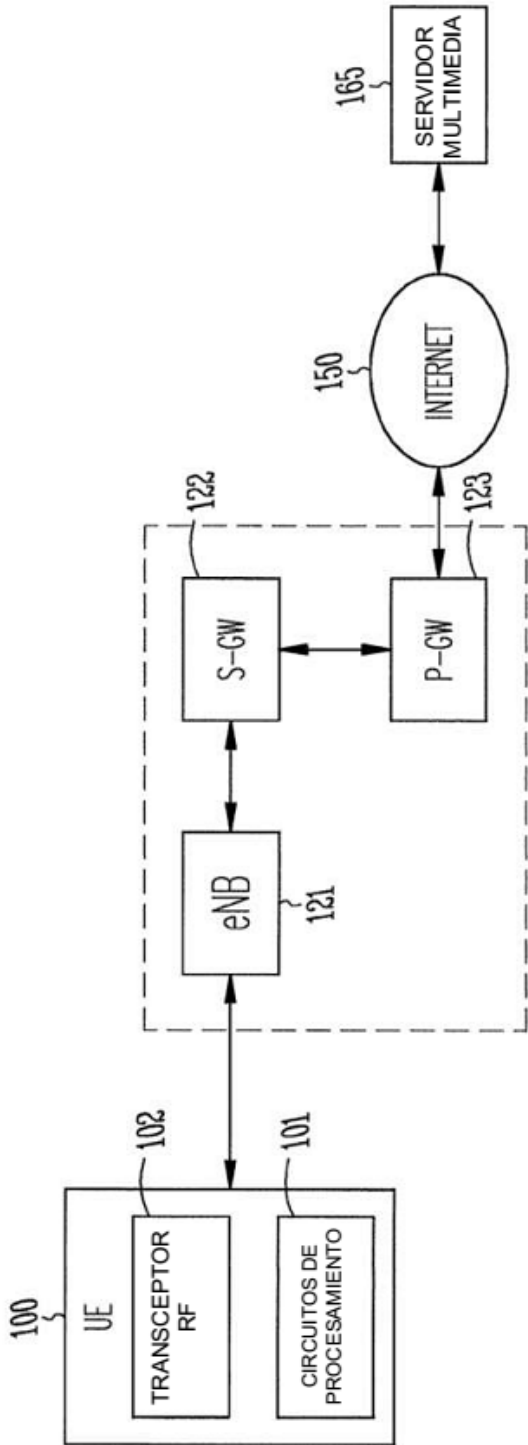 100
UE
102
TRANSCEPTOR
RF
101
CIRCUITOS DE
PROCESAMIENTO
eNB
121
122
S-GW
P-GW
123
150
INTERNET
165
SERVIDOR
MULTIMEDIA